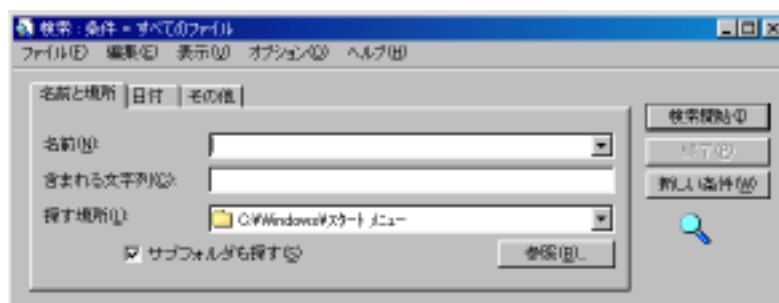 検索 : 条件 = すべてのファイル
ファイル(F) 編集(E) 表示(V) オプション(O) ヘルプ(H)
名前と場所 日付 その他
名前(N):
含まれる文字列(C):
探す場所(L): C:¥Windows¥スタート メニュー
サブフォルダも探す(S) 参照(B)...
検索開始(I)
終了(P)
新しい条件(W)